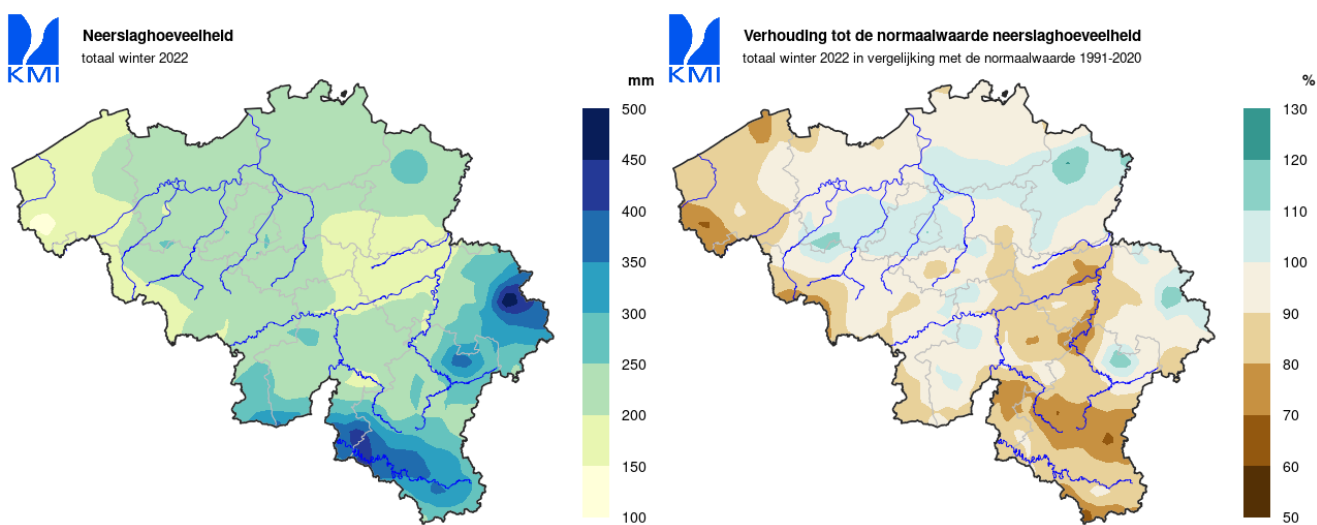 KMI
Neerslaghoeveelheid
totaal winter 2022
mm
500
450
400
350
300
250
200
150
100
KMI
Verhouding tot de normaalwaarde neerslaghoeveelheid
totaal winter 2022 in vergelijking met de normaalwaarde 1991-2020
%
130
120
110
100
90
80
70
60
50